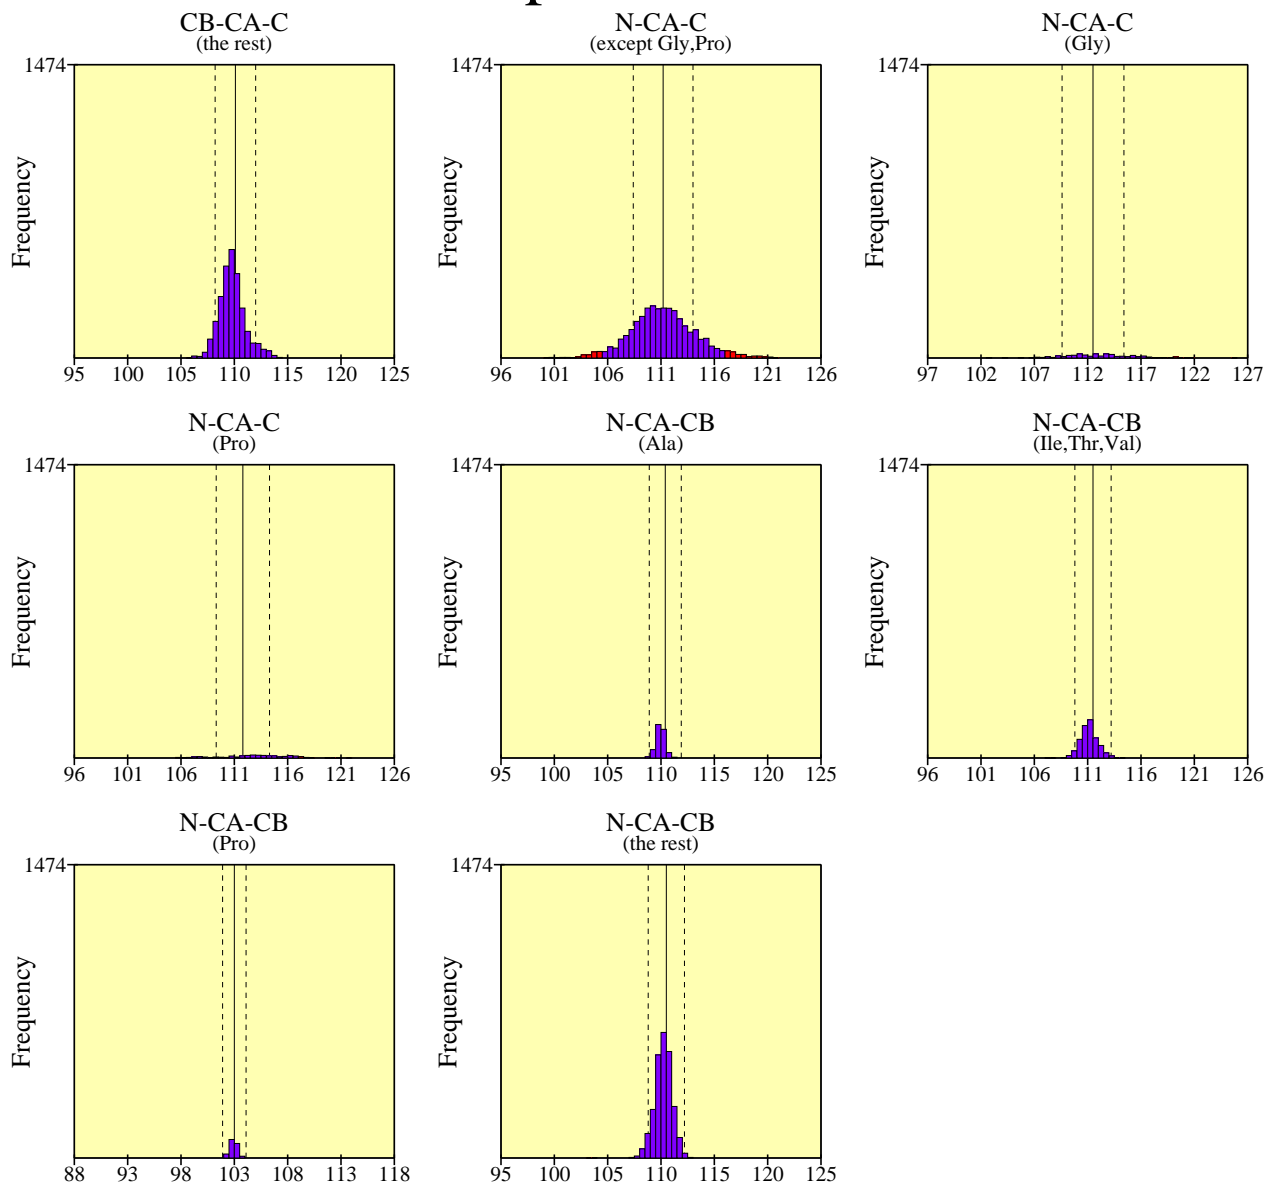 CB-CA-C N-CA-C N-CA-C
(the rest) (except Gly,Pro) (Gly)
1474 1474 1474
Frequency Frequency Frequency
95 100 105 110 115 120 125 96 101 106 111 116 121 126 97 102 107 112 117 122 127
N-CA-C N-CA-CB N-CA-CB
(Pro) (Ala) (Ile,Thr,Val)
1474 1474 1474
Frequency Frequency Frequency
96 101 106 111 116 121 126 95 100 105 110 115 120 125 96 101 106 111 116 121 126
N-CA-CB N-CA-CB
(Pro) (the rest)
1474 1474
Frequency Frequency
88 93 98 103 108 113 118 95 100 105 110 115 120 125